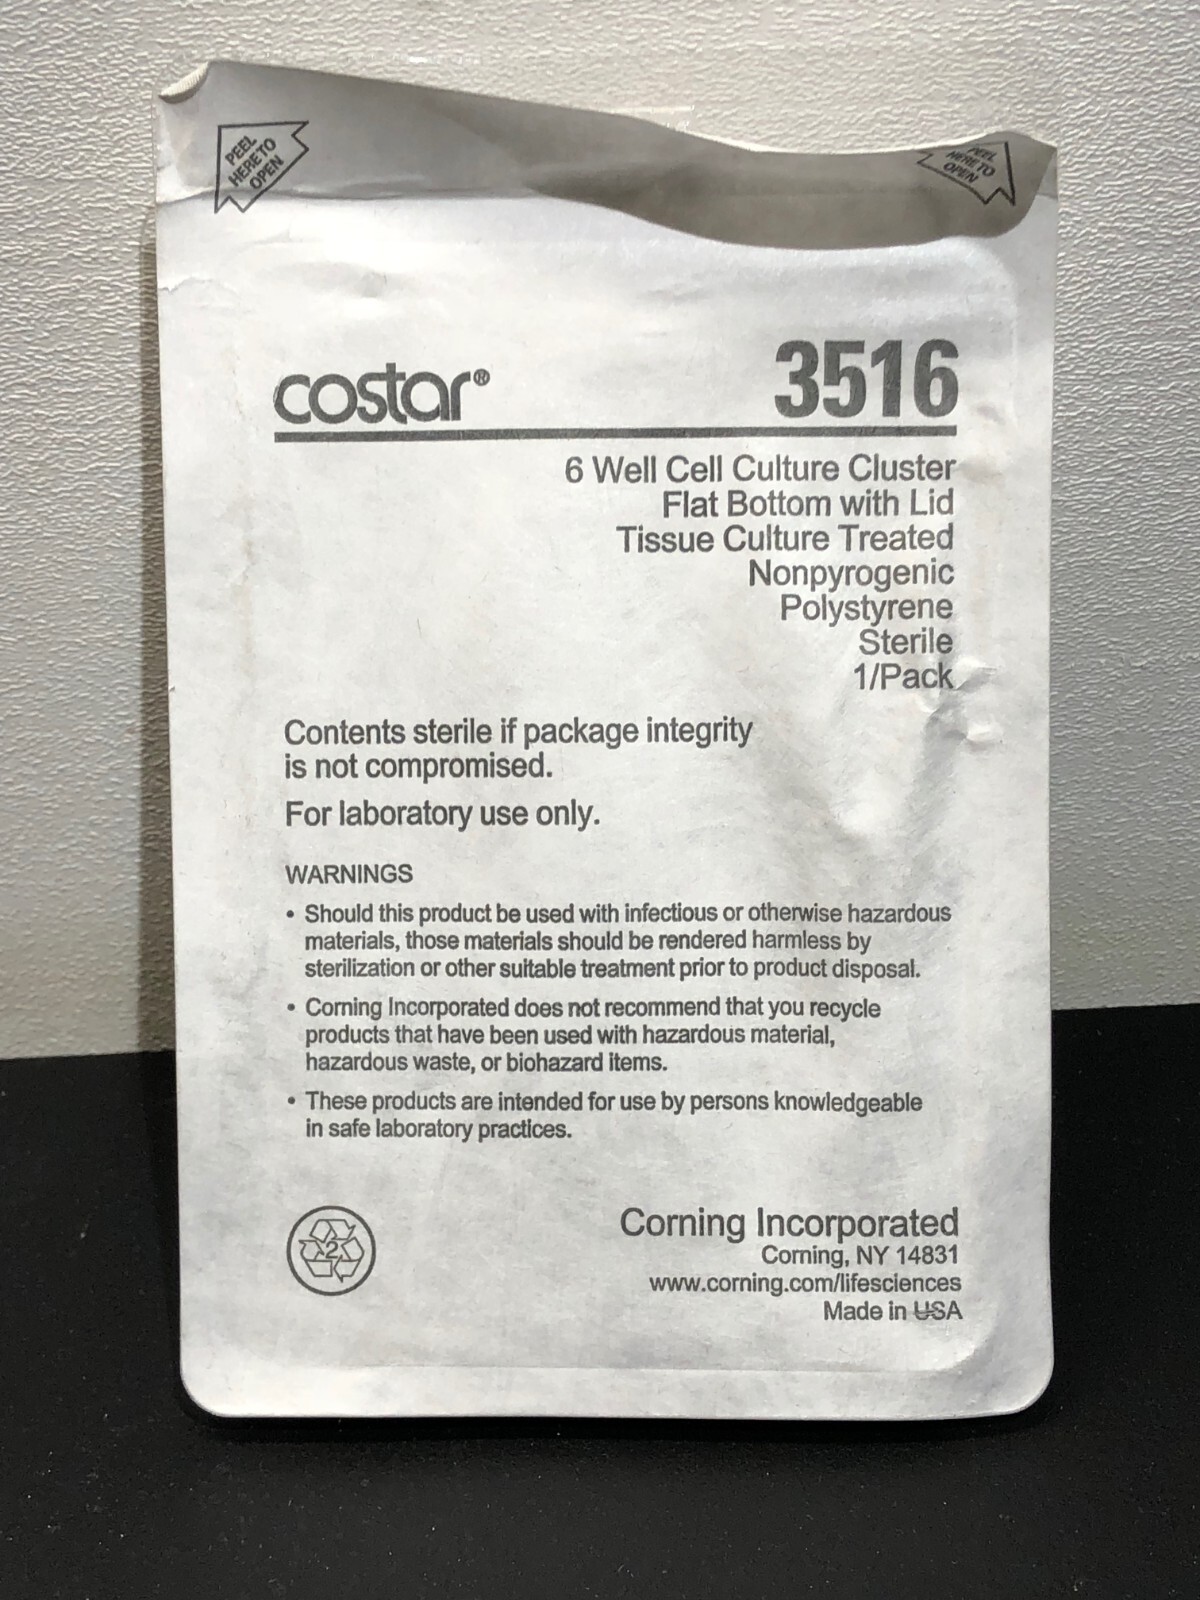 PEEL
HERE TO
OPEN
PEEL
HERE TO
OPEN
costar®
3516
6 Well Cell Culture Cluster
Flat Bottom with Lid
Tissue Culture Treated
Nonpyrogenic
Polystyrene
Sterile
1/Pack
Contents sterile if package integrity
is not compromised.
For laboratory use only.
WARNINGS
• Should this product be used with infectious or otherwise hazardous
materials, those materials should be rendered harmless by
sterilization or other suitable treatment prior to product disposal.
• Corning Incorporated does not recommend that you recycle
products that have been used with hazardous material,
hazardous waste, or biohazard items.
• These products are intended for use by persons knowledgeable
in safe laboratory practices.
2
Corning Incorporated
Corning, NY 14831
www.corning.com/lifesciences
Made in USA